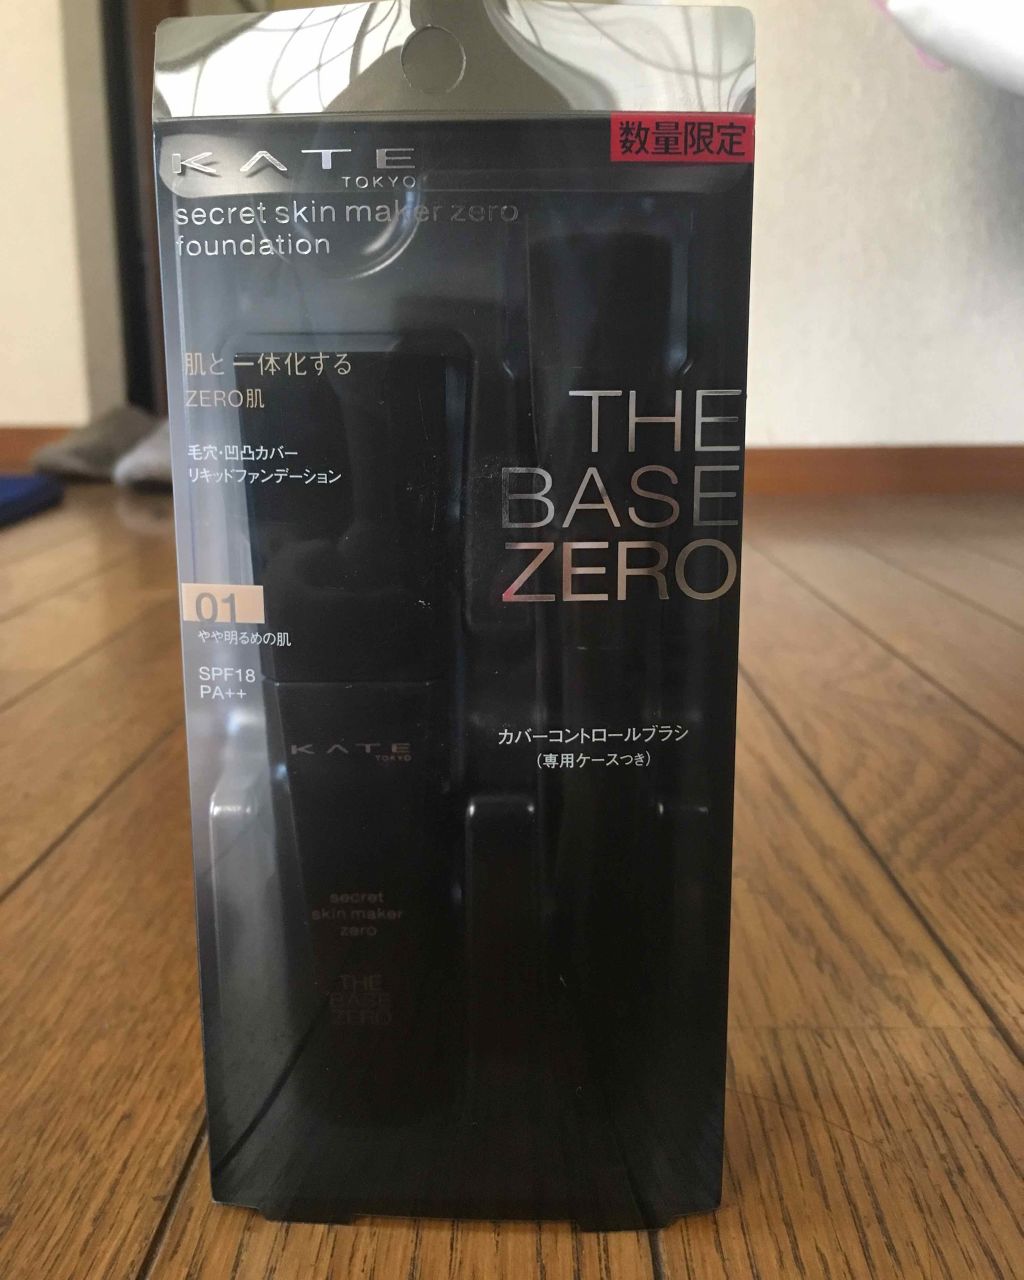 数量限定
KATE
TOKYO
secret skin maker zero
foundation
肌と一体化する
ZERO肌
毛穴・凹凸カバー
リキッドファンデーション
THE
BASE
ZERO
01
やや明るめの肌
SPF18
PA++
カバーコントロールブラシ
(専用ケースつき)
KATE
TOKYO
secret
skin maker
zero
THE
BASE
ZERO